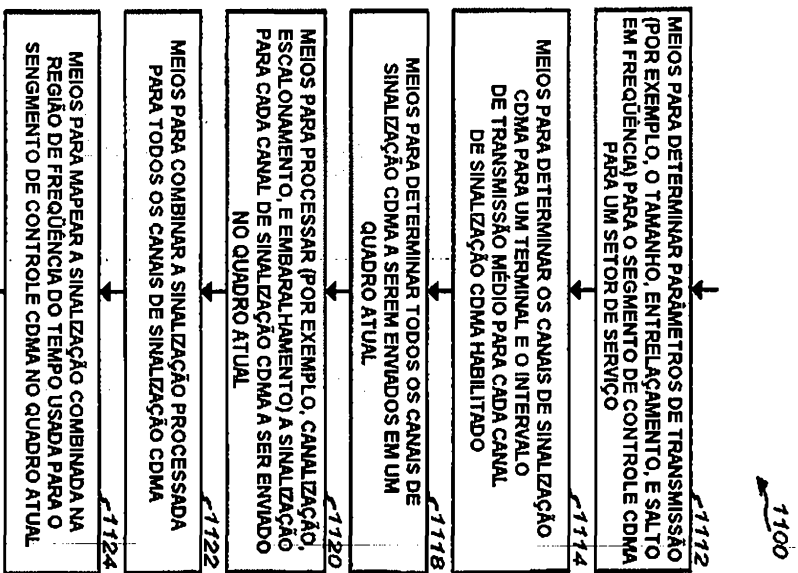 1100
1112
MEIOS PARA DETERMINAR PARÂMETROS DE TRANSMISSÃO
(POR EXEMPLO, O TAMANHO, ENTRELAÇAMENTO, E SALTO
EM FREQÜÊNCIA) PARA O SEGMENTO DE CONTROLE CDMA
PARA UM SETOR DE SERVIÇO
1114
MEIOS PARA DETERMINAR OS CANAIS DE SINALIZAÇÃO
CDMA PARA UM TERMINAL E O INTERVALO
DE TRANSMISSÃO MÉDIO PARA CADA CANAL
DE SINALIZAÇÃO CDMA HABILITADO
1118
MEIOS PARA DETERMINAR TODOS OS CANAIS DE
SINALIZAÇÃO CDMA A SEREM ENVIADOS EM UM
QUADRO ATUAL
1120
MEIOS PARA PROCESSAR (POR EXEMPLO, CANALIZAÇÃO,
ESCALONAMENTO, E EMBARALHAMENTO) A SINALIZAÇÃO
PARA CADA CANAL DE SINALIZAÇÃO CDMA A SER ENVIADO
NO QUADRO ATUAL
1122
MEIOS PARA COMBINAR A SINALIZAÇÃO PROCESSADA
PARA TODOS OS CANAIS DE SINALIZAÇÃO CDMA
1124
MEIOS PARA MAPEAR A SINALIZAÇÃO COMBINADA NA
REGIÃO DE FREQÜÊNCIA DO TEMPO USADA PARA O
SENGMENTO DE CONTROLE CDMA NO QUADRO ATUAL